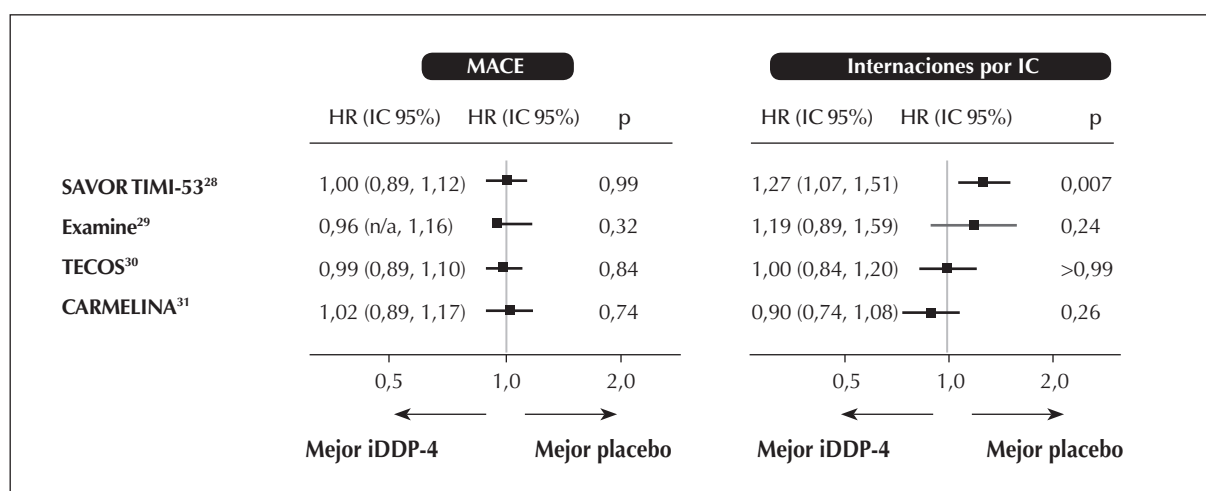 MACE Internaciones por IC
HR (IC 95%) HR (IC 95%) p HR (IC 95%) HR (IC 95%) p
SAVOR TIMI-53²⁸ 1,00 (0,89, 1,12) 0,99 1,27 (1,07, 1,51) 0,007
Examine²⁹ 0,96 (n/a, 1,16) 0,32 1,19 (0,89, 1,59) 0,24
TECOS³⁰ 0,99 (0,89, 1,10) 0,84 1,00 (0,84, 1,20) >0,99
CARMELINA³¹ 1,02 (0,89, 1,17) 0,74 0,90 (0,74, 1,08) 0,26
0,5 1,0 2,0 0,5 1,0 2,0
Mejor iDDP-4 Mejor placebo Mejor iDDP-4 Mejor placebo